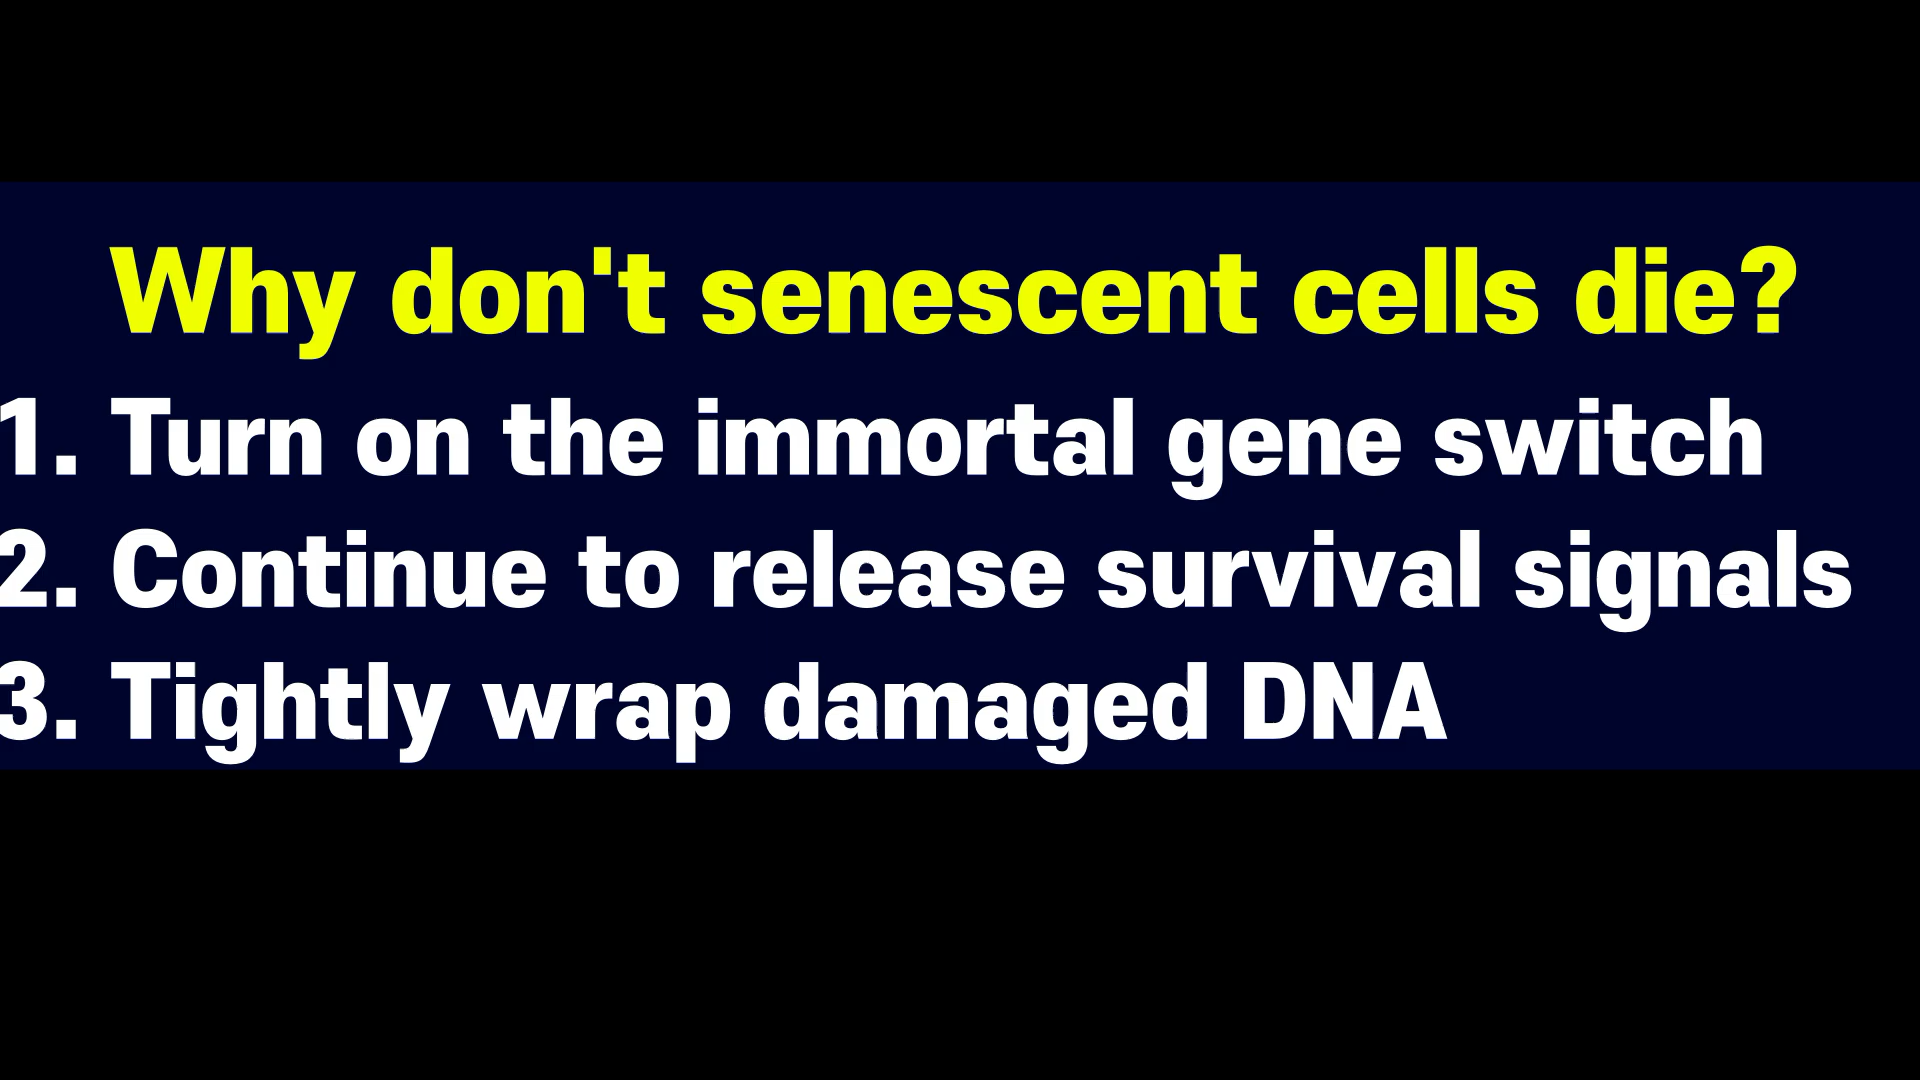 Why don't senescent cells die?
1. Turn on the immortal gene switch
2. Continue to release survival signals
3. Tightly wrap damaged DNA